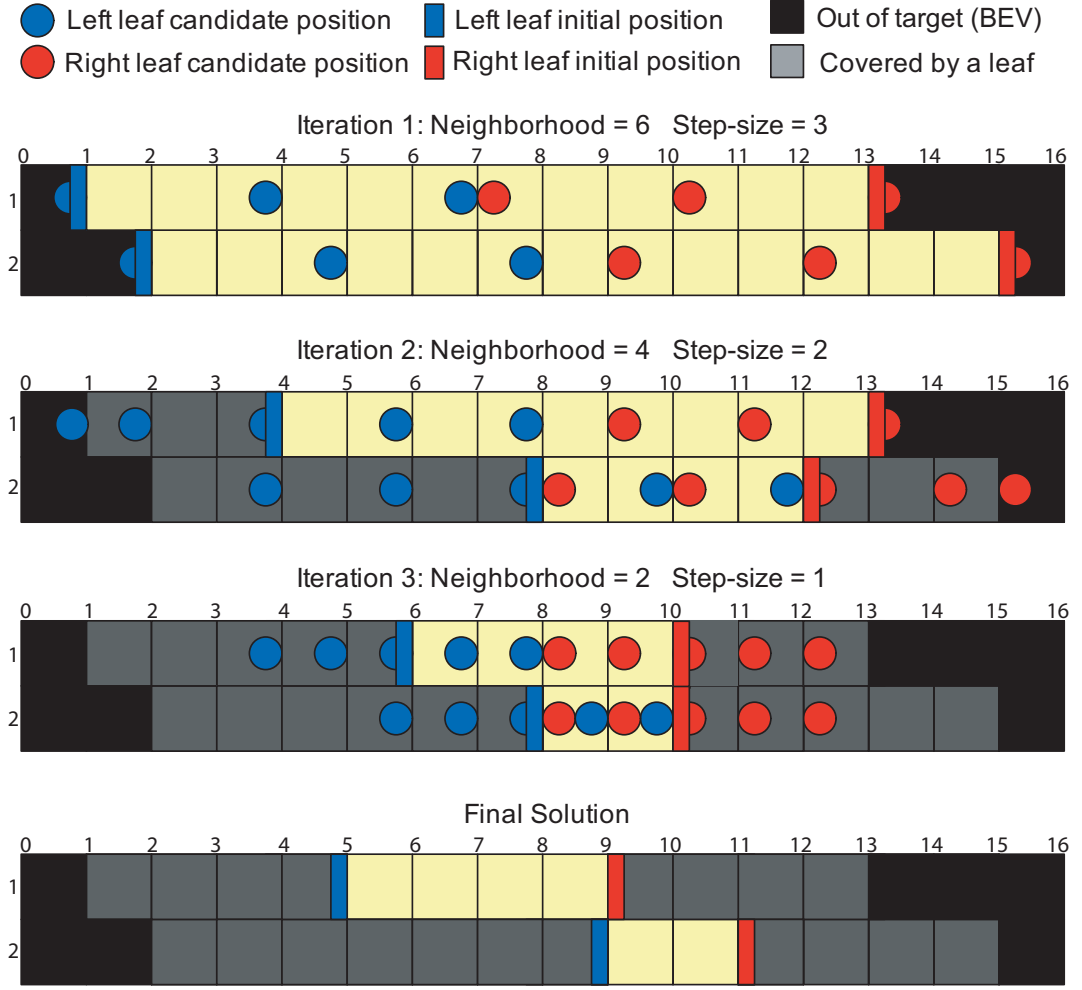 Left leaf candidate position Left leaf initial position Out of target (BEV)
Right leaf candidate position Right leaf initial position Covered by a leaf
Iteration 1: Neighborhood = 6 Step-size = 3
0 1 2 3 4 5 6 7 8 9 10 11 12 13 14 15 16
1
2
Iteration 2: Neighborhood = 4 Step-size = 2
0 1 2 3 4 5 6 7 8 9 10 11 12 13 14 15 16
1
2
Iteration 3: Neighborhood = 2 Step-size = 1
0 1 2 3 4 5 6 7 8 9 10 11 12 13 14 15 16
1
2
Final Solution
0 1 2 3 4 5 6 7 8 9 10 11 12 13 14 15 16
1
2